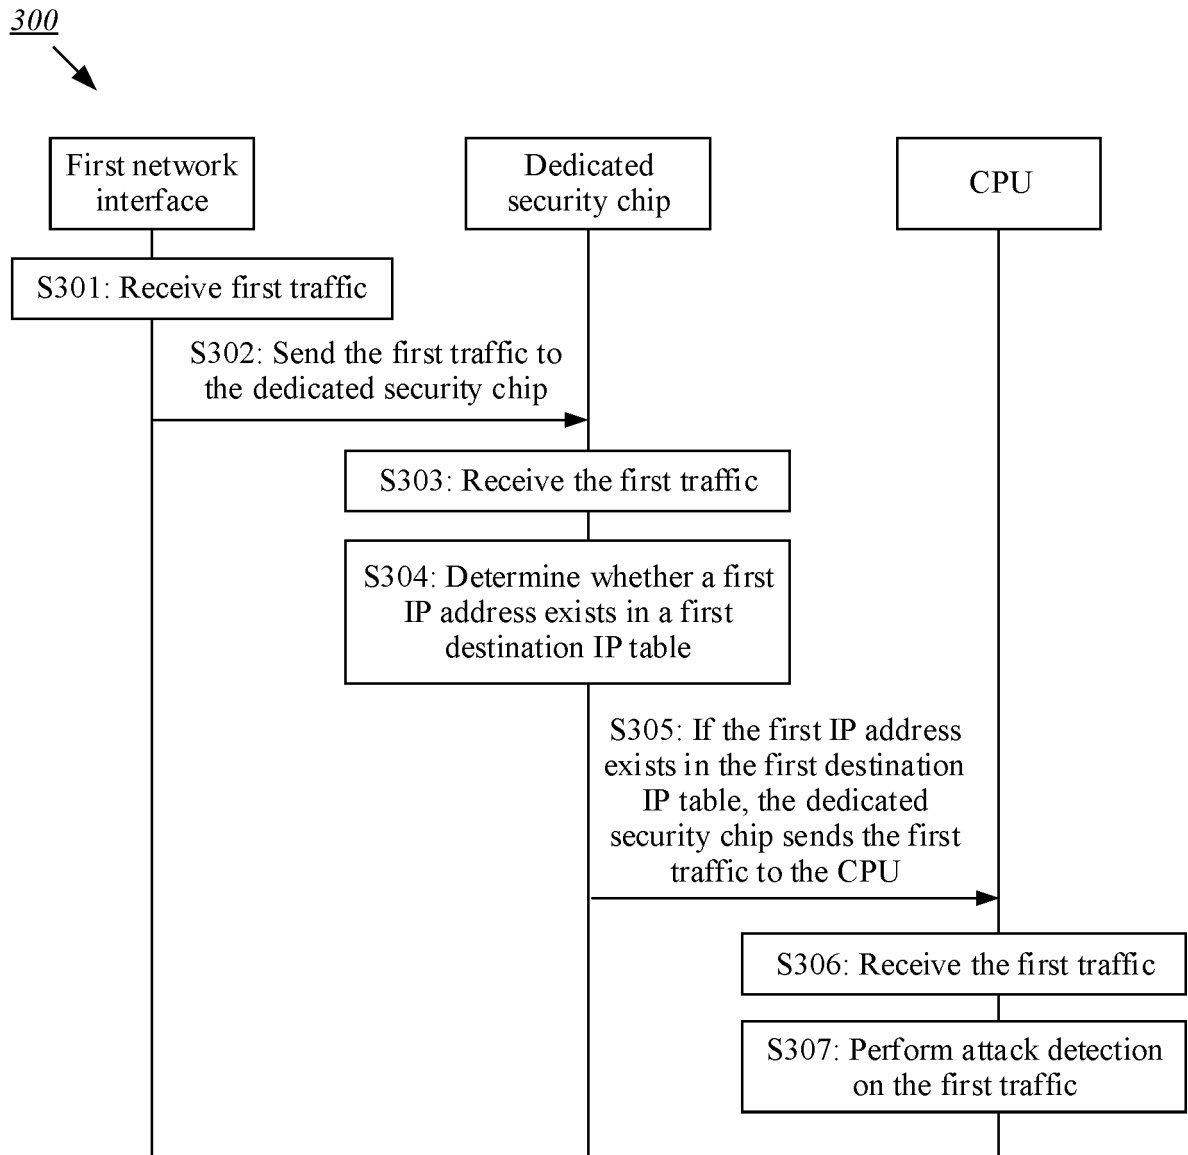 300
First network
interface
Dedicated
security chip
CPU
S301: Receive first traffic
S302: Send the first traffic to
the dedicated security chip
S303: Receive the first traffic
S304: Determine whether a first
IP address exists in a first
destination IP table
S305: If the first IP address
exists in the first destination
IP table, the dedicated
security chip sends the first
traffic to the CPU
S306: Receive the first traffic
S307: Perform attack detection
on the first traffic